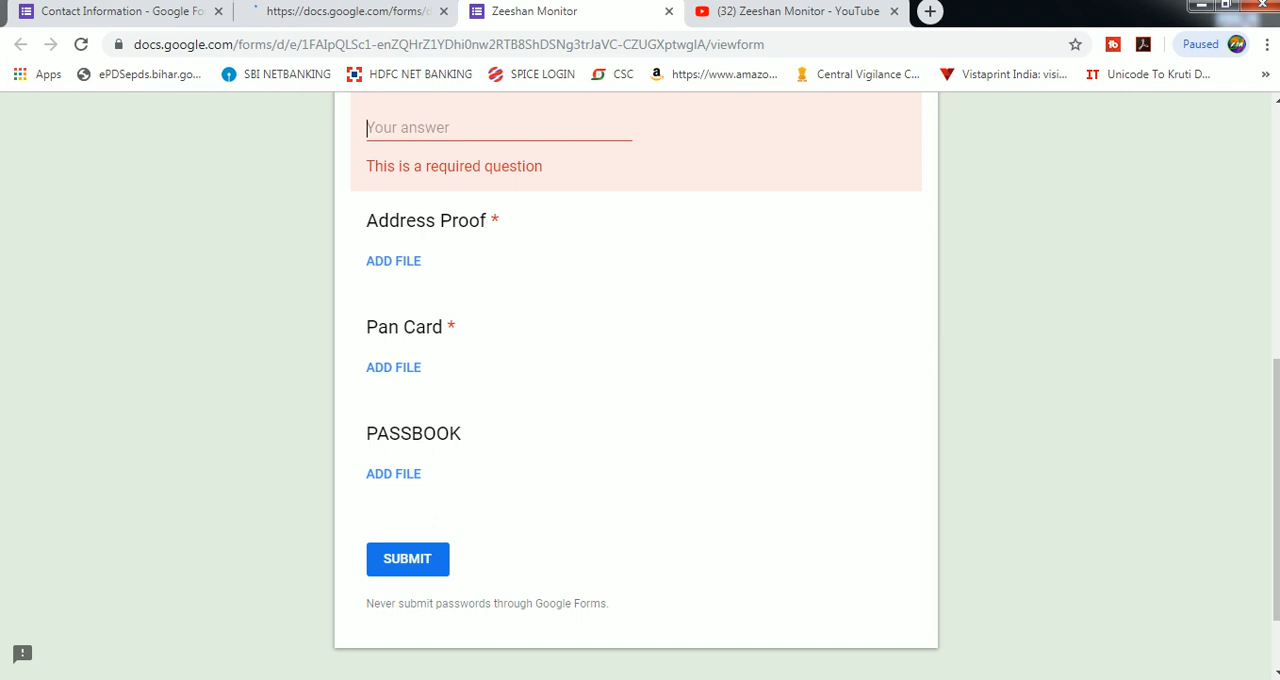 Contact Information - Google Fo
https://docs.google.com/forms/d
Zeeshan Monitor
(32) Zeeshan Monitor - YouTube
docs.google.com/forms/d/e/1FAIpQLSc1-enZQHrZ1YDhi0nw2RTB8ShDSNg3trJaVC-CZUGXptwgIA/viewform
Paused
Apps
ePDSepds.bihar.go...
SBI NETBANKING
HDFC NET BANKING
SPICE LOGIN
CSC
https://www.amazo...
Central Vigilance C...
Vistaprint India: visi...
IT Unicode To Kruti D...
»
Your answer
This is a required question
Address Proof *
ADD FILE
Pan Card *
ADD FILE
PASSBOOK
ADD FILE
SUBMIT
Never submit passwords through Google Forms.